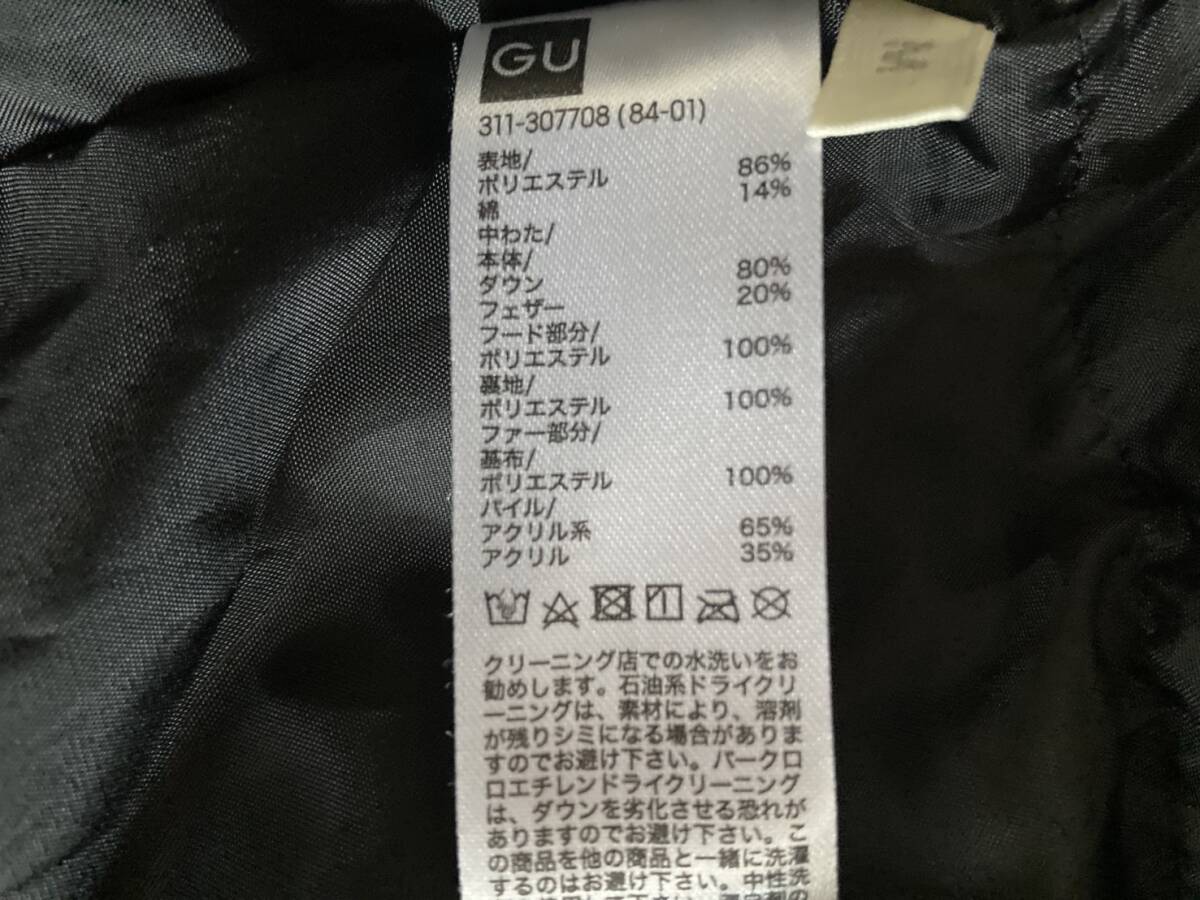 GU
311-307708 (84-01)
表地/
ポリエステル 86%
綿 14%
中わた/
本体/
ダウン 80%
フェザー 20%
フード部分/
ポリエステル 100%
裏地/
ポリエステル 100%
ファー部分/
基布/
ポリエステル 100%
パイル/
アクリル系 65%
アクリル 35%
クリーニング店での水洗いをお
勧めします。石油系ドライクリ
ーニングは、素材により、溶剤
が残りシミになる場合がありま
すのでお避け下さい。パークロ
ロエチレンドライクリーニング
は、ダウンを劣化させる恐れが
ありますのでお避け下さい。こ
の商品を他の商品と一緒に洗濯
するのはお避け下さい。中性洗